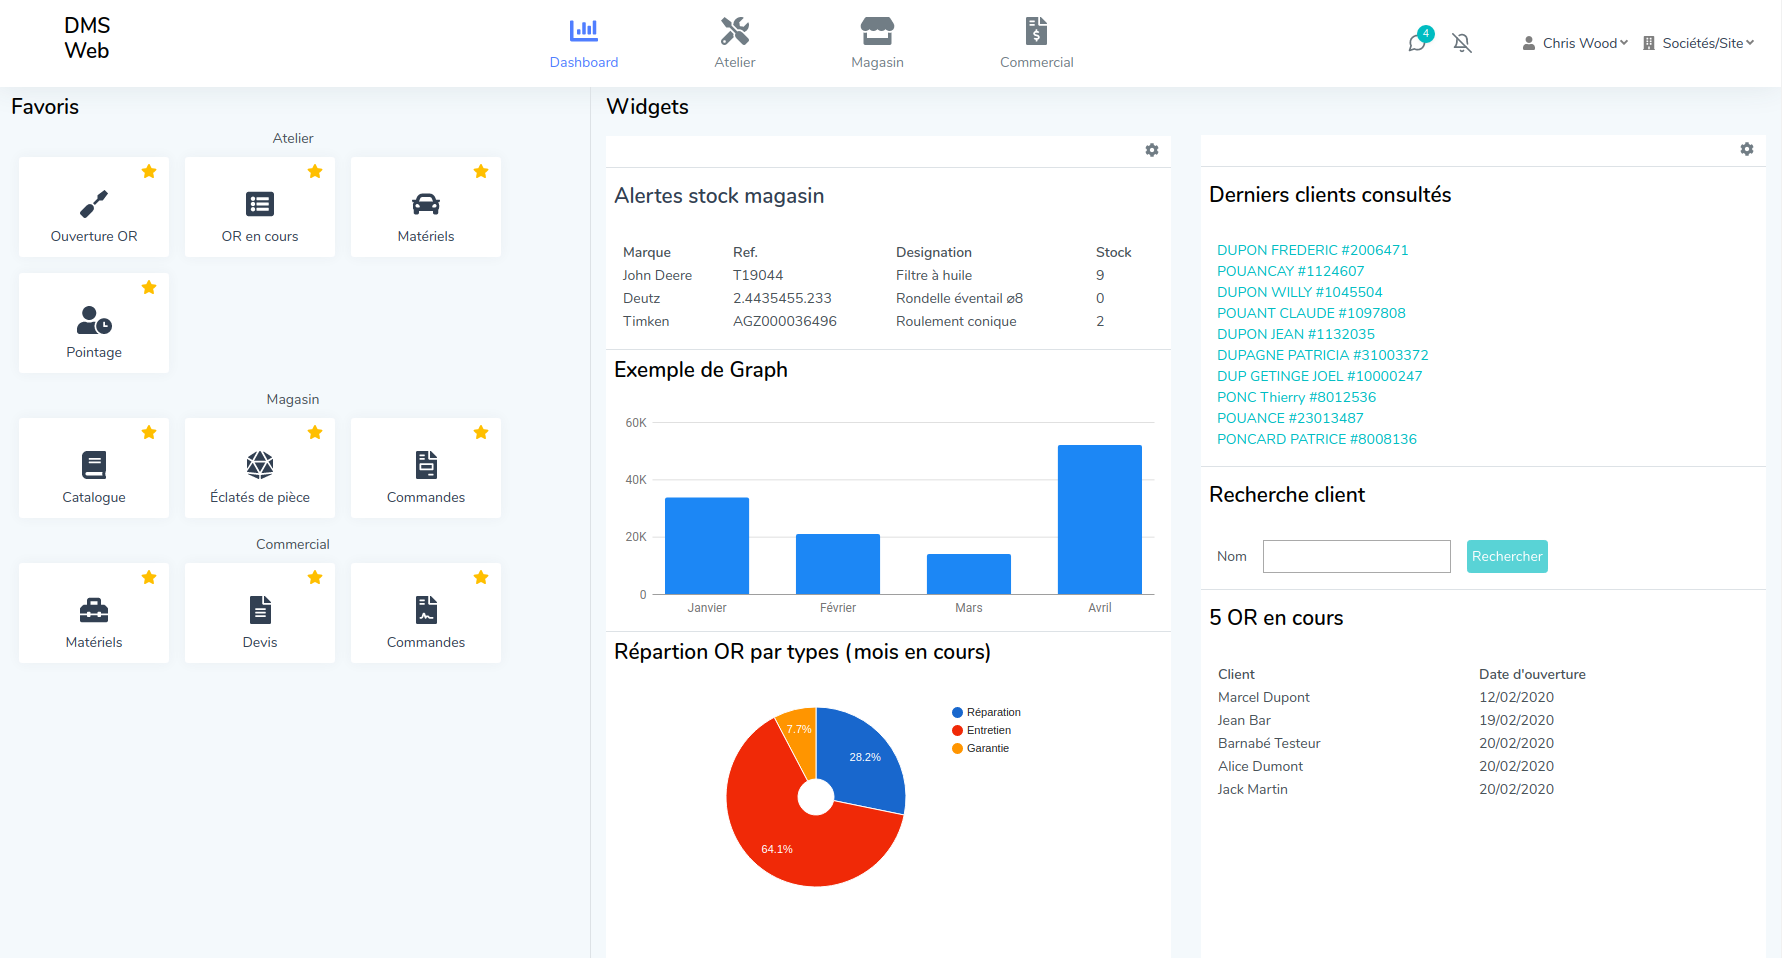 DMS
Web
Dashboard
Atelier
Magasin
Commercial
4
Chris Wood
Sociétés/Site
Favoris
Atelier
Ouverture OR
OR en cours
Matériels
Pointage
Magasin
Catalogue
Éclatés de pièce
Commandes
Commercial
Matériels
Devis
Commandes
Widgets
Alertes stock magasin
Marque Ref. Designation Stock
John Deere T19044 Filtre à huile 9
Deutz 2.4435455.233 Rondelle éventail ø8 0
Timken AGZ000036496 Roulement conique 2
Exemple de Graph
60K
40K
20K
0
Janvier Février Mars Avril
Répartion OR par types (mois en cours)
7.7%
28.2%
64.1%
Réparation
Entretien
Garantie
Derniers clients consultés
DUPON FREDERIC #2006471
POUANCAY #1124607
DUPON WILLY #1045504
POUANT CLAUDE #1097808
DUPON JEAN #1132035
DUPAGNE PATRICIA #31003372
DUP GETINGE JOEL #10000247
PONC Thierry #8012536
POUANCE #23013487
PONCARD PATRICE #8008136
Recherche client
Nom Rechercher
5 OR en cours
Client Date d'ouverture
Marcel Dupont 12/02/2020
Jean Bar 19/02/2020
Barnabé Testeur 20/02/2020
Alice Dumont 20/02/2020
Jack Martin 20/02/2020